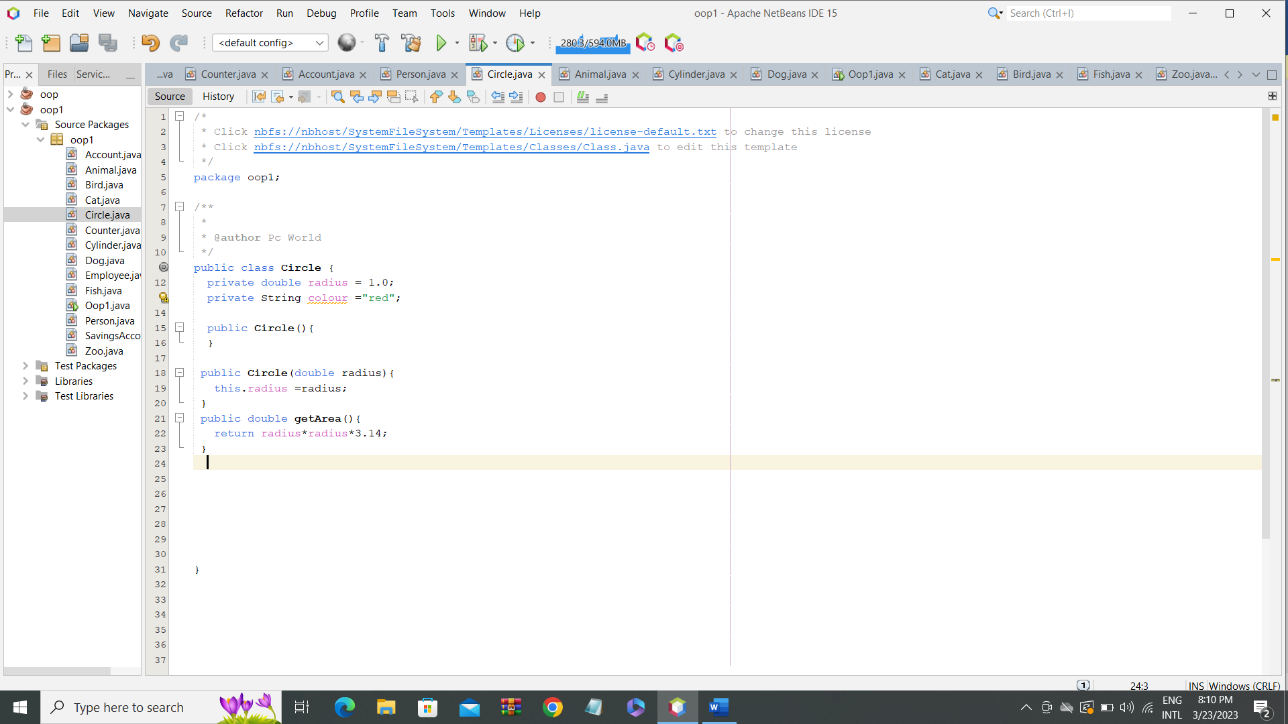 File Edit View Navigate Source Refactor Run Debug Profile Team Tools Window Help
oop1 - Apache NetBeans IDE 15
Search (Ctrl+I)
<default config>
280.3/594.0MB
Pr... Files Servic...
...va Counter.java Account.java Person.java Circle.java Animal.java Cylinder.java Dog.java Oop1.java Cat.java Bird.java Fish.java Zoo.java...
Source History
oop
oop1
Source Packages
oop1
Account.java
Animal.java
Bird.java
Cat.java
Circle.java
Counter.java
Cylinder.java
Dog.java
Employee.jav
Fish.java
Oop1.java
Person.java
SavingsAcco
Zoo.java
Test Packages
Libraries
Test Libraries
1 /*
2 * Click nbfs://nbhost/SystemFileSystem/Templates/Licenses/license-default.txt to change this license
3 * Click nbfs://nbhost/SystemFileSystem/Templates/Classes/Class.java to edit this template
4 */
5 package oop1;
6
7 /**
8 *
9 * @author Pc World
10 */
public class Circle {
12 private double radius = 1.0;
private String colour ="red";
14
15 public Circle(){
16 }
17
18 public Circle(double radius){
19 this.radius =radius;
20 }
21 public double getArea(){
22 return radius*radius*3.14;
23 }
24
25
26
27
28
29
30
31 }
32
33
34
35
36
37
1 24:3 INS Windows (CRLF)
Type here to search
ENG
INTL
8:10 PM
3/23/2023
2